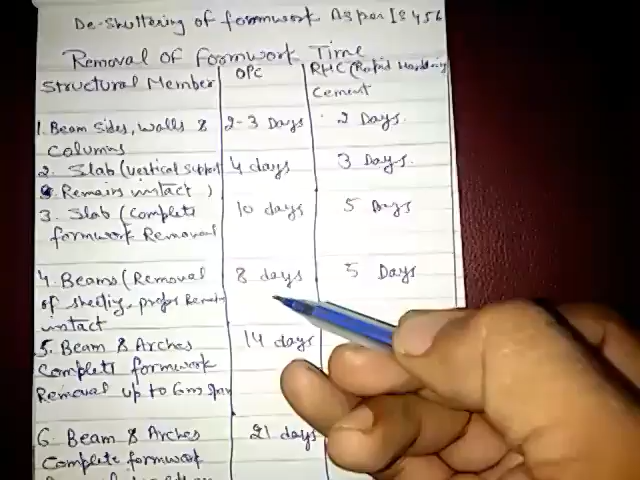 De-shuttering of formwork As per IS 456
Removal of Formwork Time
Structural Member OPC RHC (Rapid Hardening
Cement
1. Beam Sides, Walls & 2-3 Days 2 Days.
Columns
2. Slab (vertical support 4 days 3 Days.
Remains intact)
3. Slab (Complete 10 days 5 Days
formwork Removal
4. Beams (Removal 8 days 5 Days
of sheeting, props Remain
intact
5. Beam & Arches 14 days
Complete formwork
Removal up to 6m span
6. Beam & Arches 21 days
Complete formwork